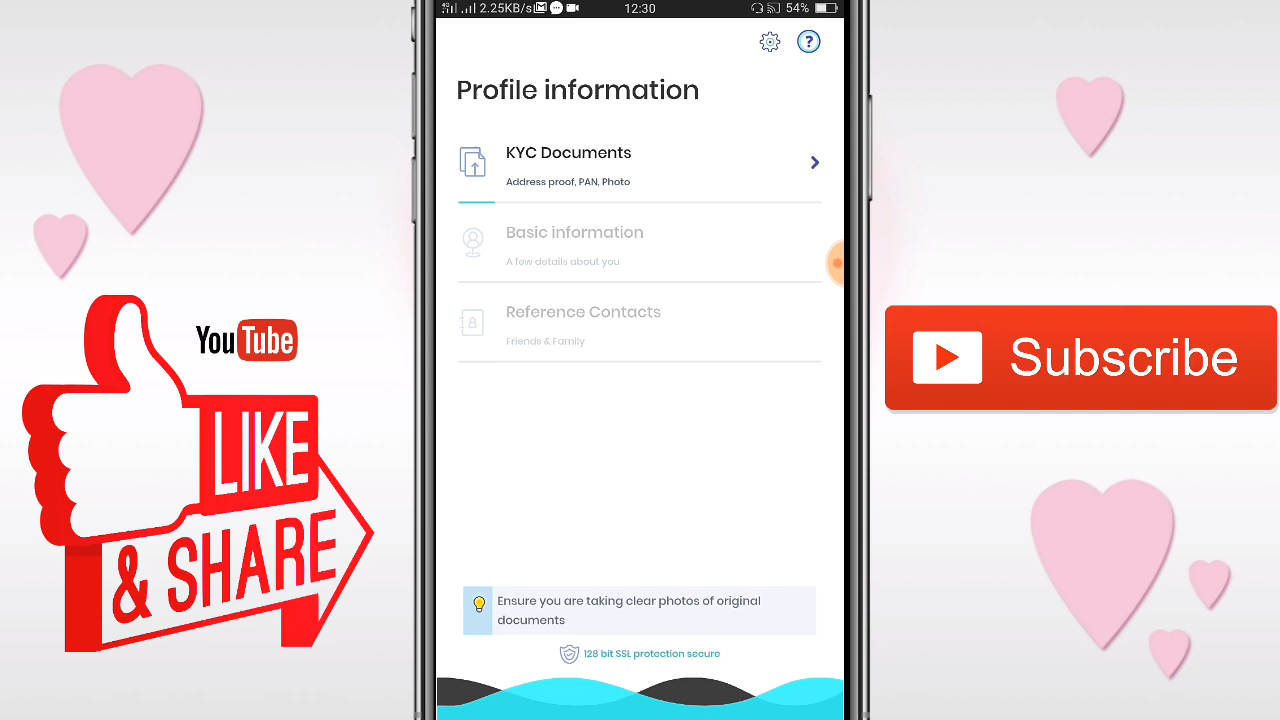 2.25KB/s
12:30
54%
?
Profile information
KYC Documents
Address proof, PAN, Photo
Basic information
A few details about you
Reference Contacts
Friends & Family
Ensure you are taking clear photos of original
documents
128 bit SSL protection secure
YouTube
LIKE
& SHARE
Subscribe